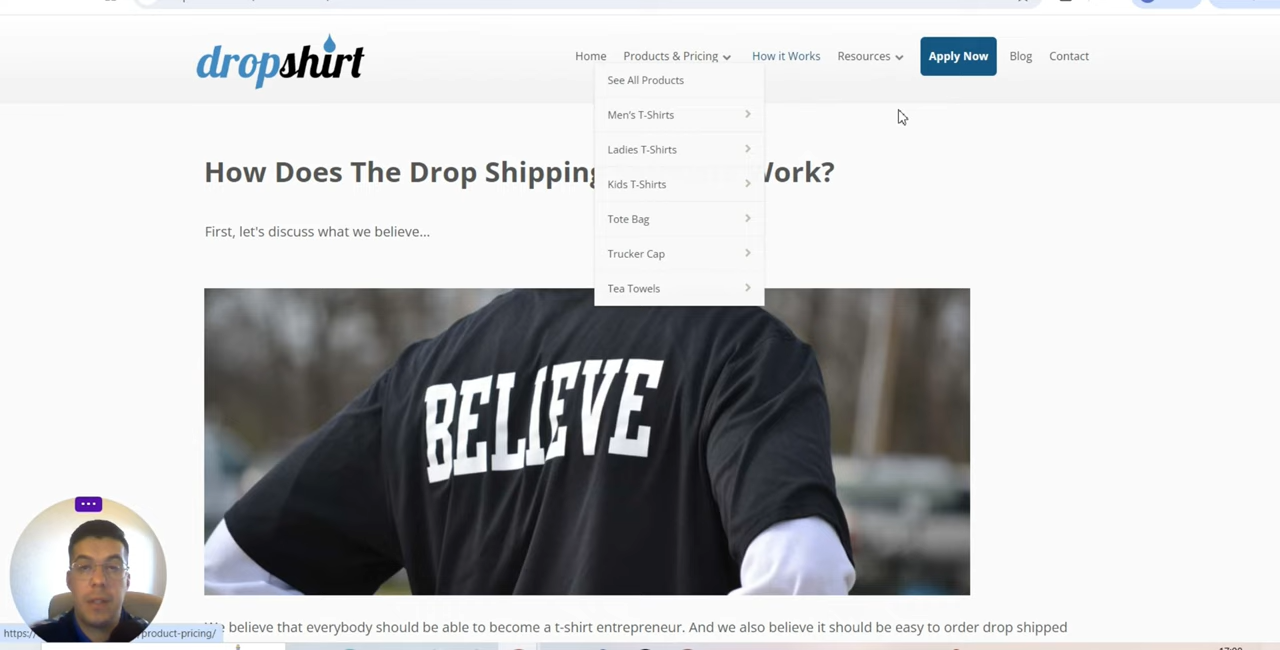 dropshirt
Home Products & Pricing How it Works Resources Apply Now Blog Contact
See All Products
Men's T-Shirts
Ladies T-Shirts
Kids T-Shirts
Tote Bag
Trucker Cap
Tea Towels
How Does The Drop Shipping Work?
First, let's discuss what we believe...
BELIEVE
We believe that everybody should be able to become a t-shirt entrepreneur. And we also believe it should be easy to order drop shipped
product-pricing/